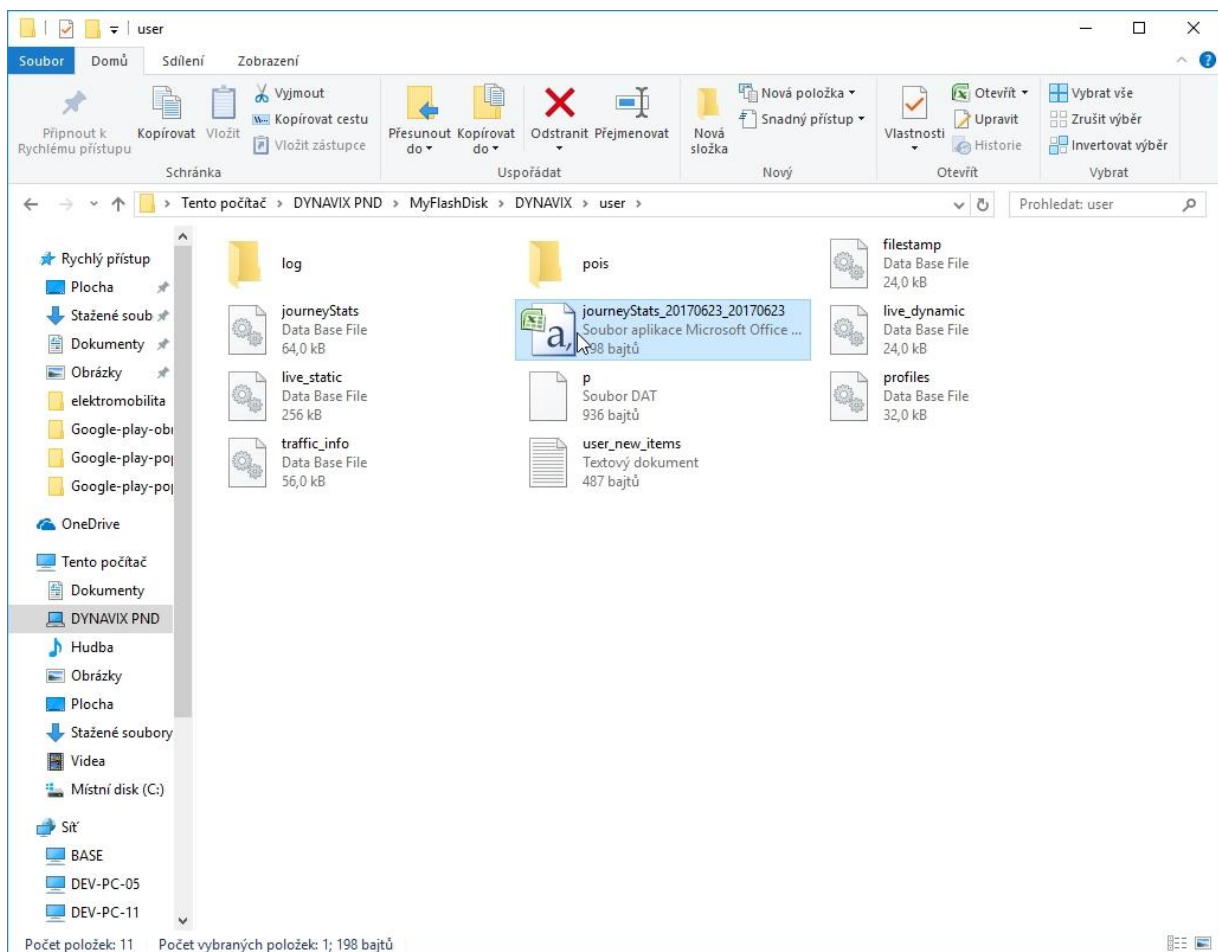 user
Soubor Domů Sdílení Zobrazení
Připnout k Rychlému přístupu
Kopírovat
Vložit
Vyjmout
Kopírovat cestu
Vložit zástupce
Schránka
Přesunout do
Kopírovat do
Odstranit
Přejmenovat
Uspořádat
Nová složka
Nová položka
Snadný přístup
Nový
Vlastnosti
Otevřít
Upravit
Historie
Otevřít
Vybrat vše
Zrušit výběr
Invertovat výběr
Vybrat
Tento počítač > DYNAVIX PND > MyFlashDisk > DYNAVIX > user >
Prohledat: user
Rychlý přístup
Plocha
Stažené soub
Dokumenty
Obrázky
elektromobilita
Google-play-obr
Google-play-pop
Google-play-pop
OneDrive
Tento počítač
Dokumenty
DYNAVIX PND
Hudba
Obrázky
Plocha
Stažené soubory
Videa
Místní disk (C:)
Síť
BASE
DEV-PC-05
DEV-PC-11
log
pois
filestamp
Data Base File
24,0 kB
journeyStats
Data Base File
64,0 kB
journeyStats_20170623_20170623
Soubor aplikace Microsoft Office ...
198 bajtů
live_dynamic
Data Base File
24,0 kB
live_static
Data Base File
256 kB
p
Soubor DAT
936 bajtů
profiles
Data Base File
32,0 kB
traffic_info
Data Base File
56,0 kB
user_new_items
Textový dokument
487 bajtů
Počet položek: 11 Počet vybraných položek: 1; 198 bajtů